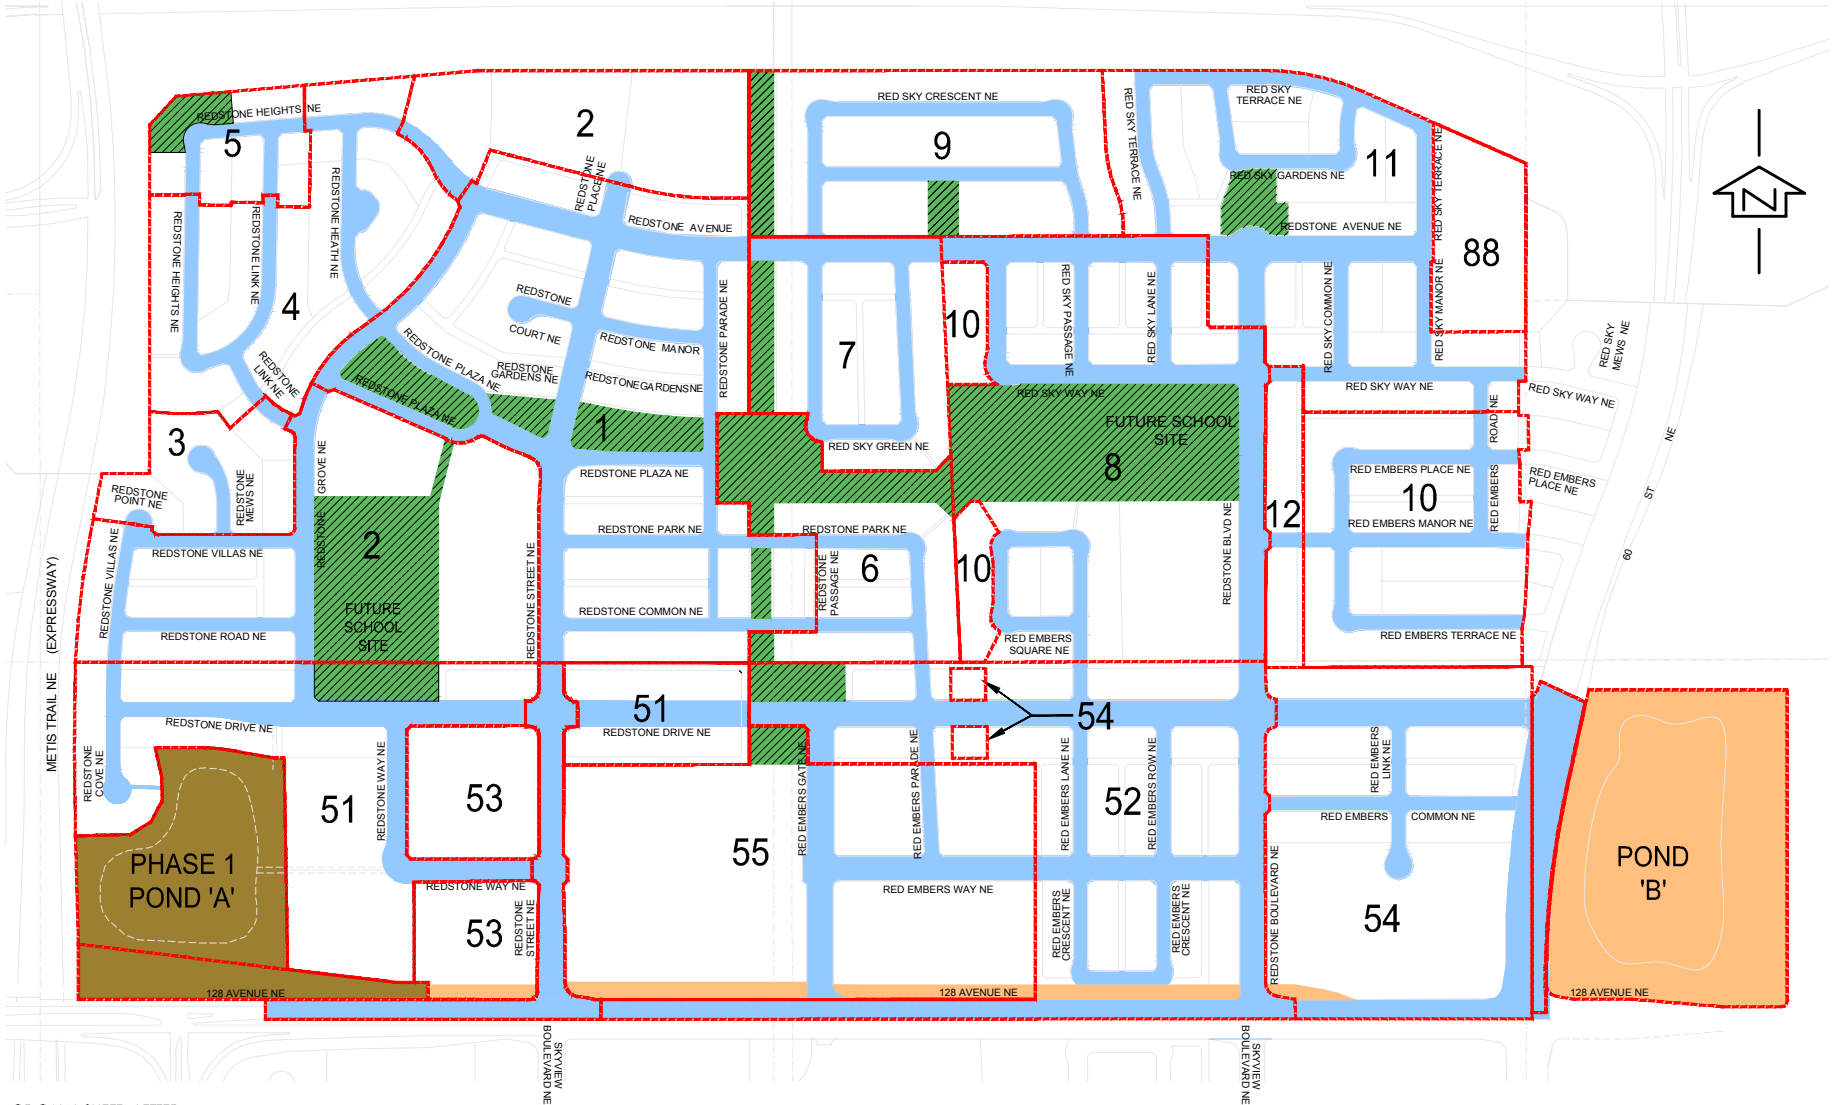 RED SKY CRESCENT NE
RED SKY
TERRACE NE
REDSTONE HEIGHTS NE
2
5
9
11
RED SKY TERRACE NE
RED SKY TERRACE NE
REDSTONE
PLACE NE
RED SKY GARDENS NE
REDSTONE HEATH NE
REDSTONE AVENUE
REDSTONE AVENUE NE
N
REDSTONE HEIGHTS NE
REDSTONE LINK NE
88
4
REDSTONE
COURT NE
REDSTONE PARADE NE
10
RED SKY PASSAGE NE
RED SKY LANE NE
RED SKY COMMON NE
RED SKY MANOR NE
RED SKY
MEWS NE
REDSTONE MANOR
7
REDSTONE
LINK NE
REDSTONE PLAZA NE
REDSTONE
GARDENS NE
REDSTONE GARDENS NE
REDSTONE PLAZA NE
RED SKY WAY NE
RED SKY WAY NE
RED SKY WAY NE
1
FUTURE SCHOOL
SITE
8
ROAD NE
RED EMBERS
NE
3
RED SKY GREEN NE
REDSTONE PLAZA NE
RED EMBERS PLACE NE
RED EMBERS
PLACE NE
REDSTONE
POINT NE
REDSTONE
MEWS NE
GROVE NE
REDSTONE
10
12
ST
RED EMBERS MANOR NE
REDSTONE PARK NE
REDSTONE PARK NE
2
REDSTONE VILLAS NE
REDSTONE VILLAS NE
METIS TRAIL NE (EXPRESSWAY)
REDSTONE STREET NE
REDSTONE
PASSAGE NE
6
10
REDSTONE BLVD NE
60
FUTURE
SCHOOL
SITE
REDSTONE COMMON NE
REDSTONE ROAD NE
RED EMBERS
SQUARE NE
RED EMBERS TERRACE NE
51
54
REDSTONE DRIVE NE
REDSTONE DRIVE NE
REDSTONE
COVE NE
REDSTONE WAY NE
53
RED EMBERS GATE NE
RED EMBERS PARADE NE
RED EMBERS LANE NE
RED EMBERS ROW NE
RED EMBERS
LINK NE
51
52
RED EMBERS COMMON NE
PHASE 1
POND 'A'
55
POND
'B'
REDSTONE WAY NE
RED EMBERS WAY NE
REDSTONE BOULEVARD NE
53
REDSTONE
STREET NE
RED EMBERS
CRESCENT NE
RED EMBERS
CRESCENT NE
54
128 AVENUE NE
128 AVENUE NE
128 AVENUE NE
SKYVIEW
BOULEVARD NE
SKYVIEW
BOULEVARD NE